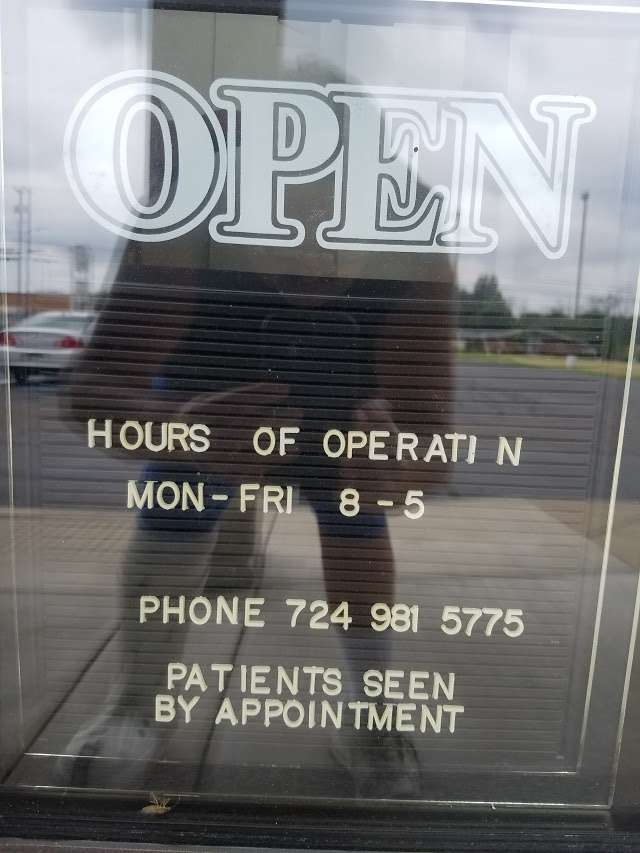 OPEN
HOURS OF OPERATI N
MON-FRI 8-5
PHONE 724 981 5775
PATIENTS SEEN
BY APPOINTMENT